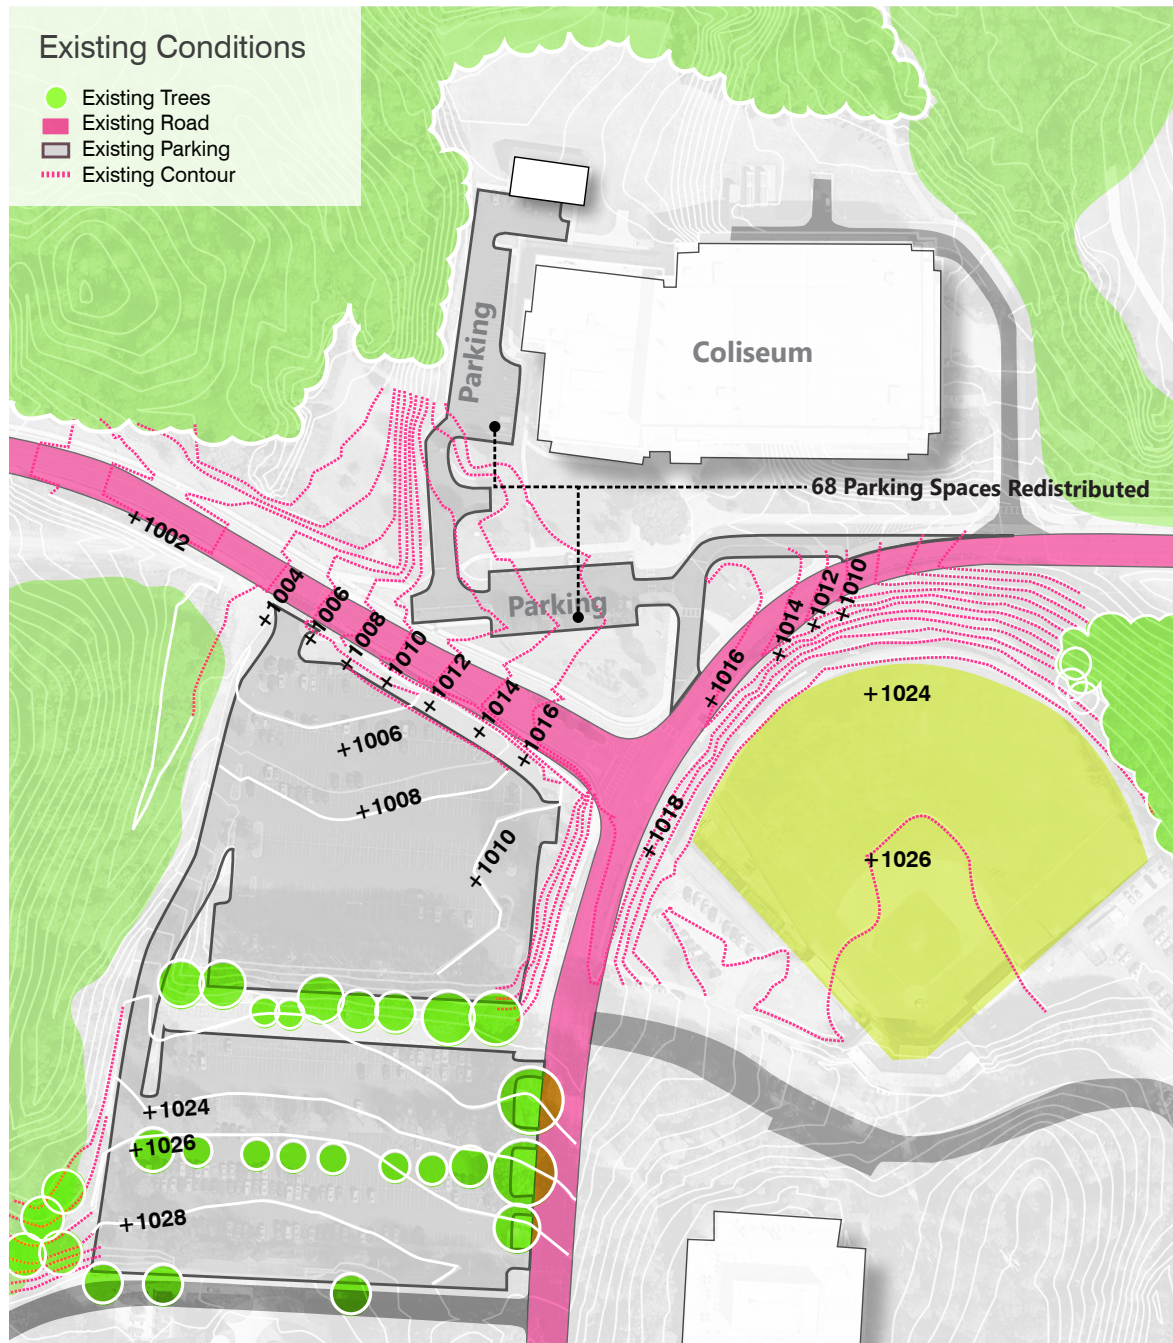 Existing Conditions
Existing Trees
Existing Road
Existing Parking
Existing Contour
Parking
Coliseum
68 Parking Spaces Redistributed
Parking
+1002
+1004
+1006
+1008
+1010
+1012
+1014
+1016
+1016
+1014
+1012
+1010
+1024
+1006
+1008
+1010
+1018
+1026
+1024
+1026
+1028